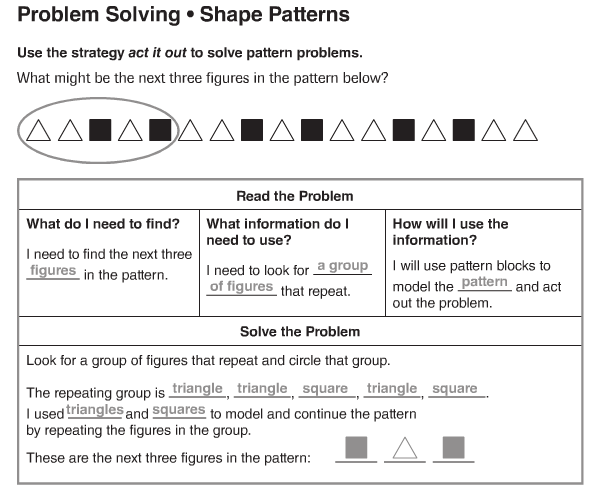 Problem Solving • Shape Patterns
Use the strategy act it out to solve pattern problems.
What might be the next three figures in the pattern below?
Read the Problem
What do I need to find?
I need to find the next three
figures in the pattern.
What information do I
need to use?
I need to look for a group
of figures that repeat.
How will I use the
information?
I will use pattern blocks to
model the pattern and act
out the problem.
Solve the Problem
Look for a group of figures that repeat and circle that group.
The repeating group is triangle, triangle, square, triangle, square.
I used triangles and squares to model and continue the pattern
by repeating the figures in the group.
These are the next three figures in the pattern: